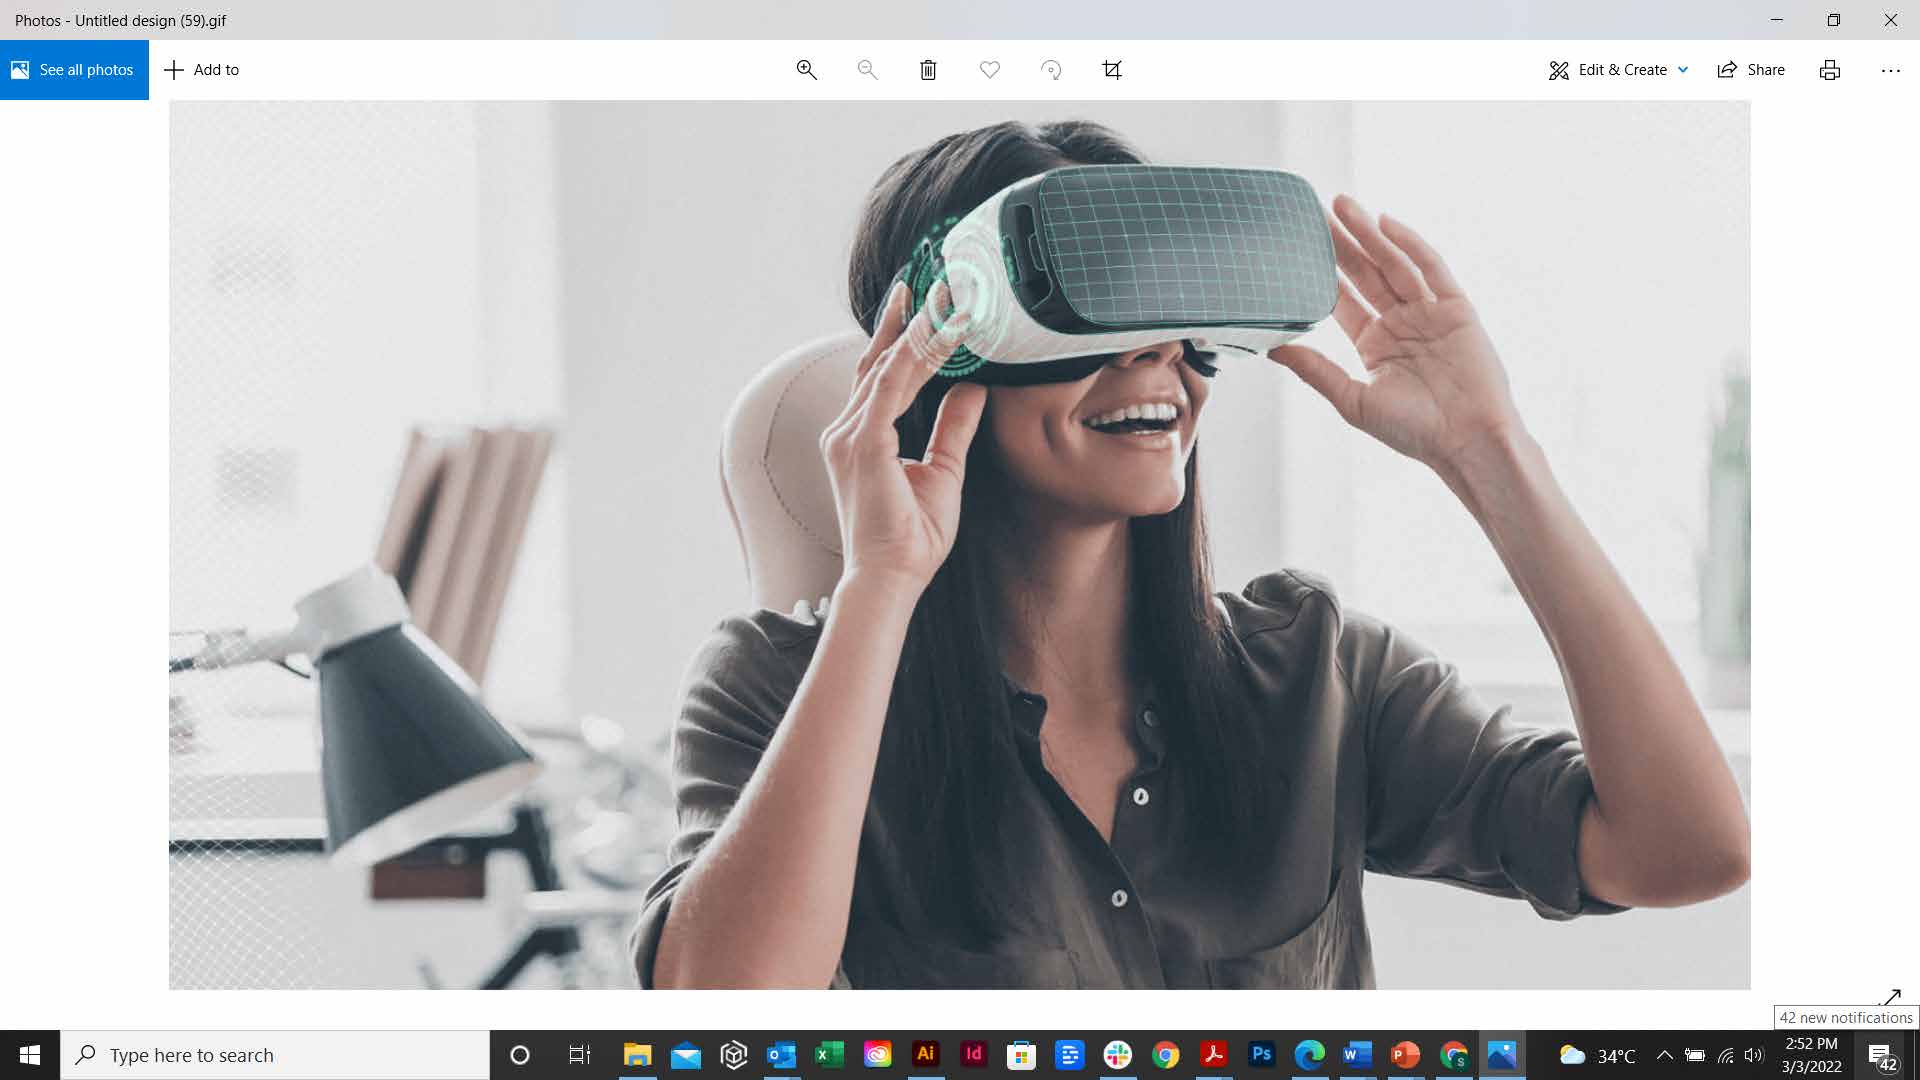 Photos - Untitled design (59).gif
See all photos
Add to
Edit & Create
Share
42 new notifications
Type here to search
Ai
Id
Ps
34°C
2:52 PM
3/3/2022
42